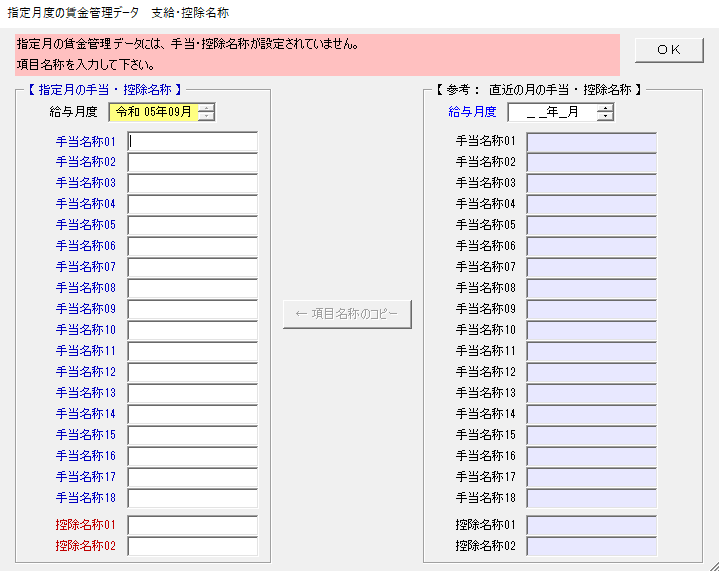 指定月度の賃金管理データ　支給・控除名称
指定月の賃金管理データには、手当・控除名称が設定されていません。
項目名称を入力して下さい。
ＯＫ
【 指定月の手当・控除名称 】
給与月度 令和 05年09月
手当名称01
手当名称02
手当名称03
手当名称04
手当名称05
手当名称06
手当名称07
手当名称08
手当名称09
手当名称10
手当名称11
手当名称12
手当名称13
手当名称14
手当名称15
手当名称16
手当名称17
手当名称18
控除名称01
控除名称02
← 項目名称のコピー
【 参考： 直近の月の手当・控除名称 】
給与月度 _ _年_月
手当名称01
手当名称02
手当名称03
手当名称04
手当名称05
手当名称06
手当名称07
手当名称08
手当名称09
手当名称10
手当名称11
手当名称12
手当名称13
手当名称14
手当名称15
手当名称16
手当名称17
手当名称18
控除名称01
控除名称02